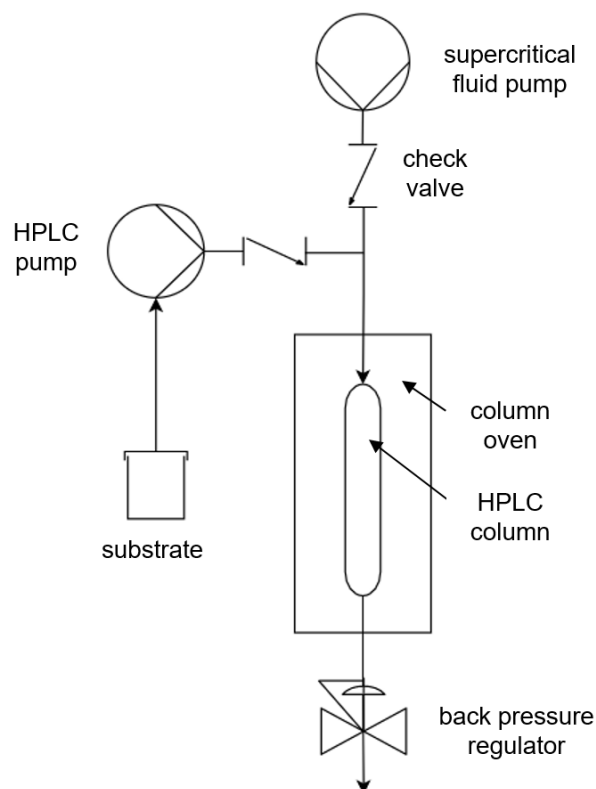 supercritical
fluid pump
check
valve
HPLC
pump
column
oven
HPLC
column
substrate
back pressure
regulator